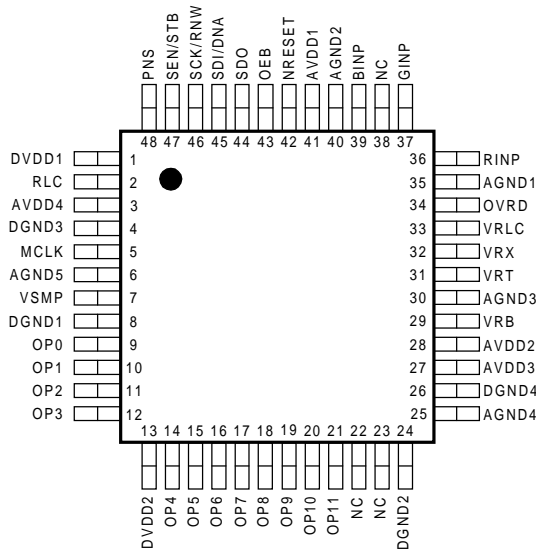 PNS SEN/STB SCK/RNW SDI/DNA SDO OEB NRESET AVDD1 AGND2 BINP NC GINP
48 47 46 45 44 43 42 41 40 39 38 37
DVDD1 1 36 RINP
RLC 2 35 AGND1
AVDD4 3 34 OVRD
DGND3 4 33 VRLC
MCLK 5 32 VRX
AGND5 6 31 VRT
VSMP 7 30 AGND3
DGND1 8 29 VRB
OP0 9 28 AVDD2
OP1 10 27 AVDD3
OP2 11 26 DGND4
OP3 12 25 AGND4
13 14 15 16 17 18 19 20 21 22 23 24
DVDD2 OP4 OP5 OP6 OP7 OP8 OP9 OP10 OP11 NC NC DGND2